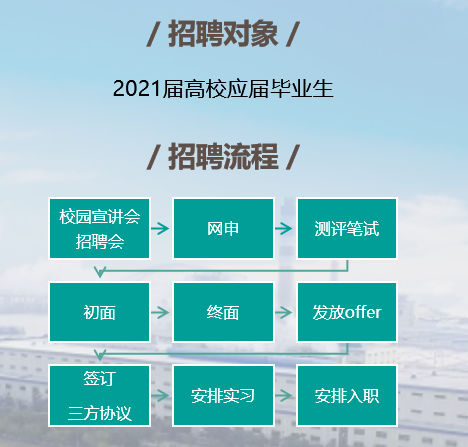 / 招聘对象 /
2021届高校应届毕业生
/ 招聘流程 /
校园宣讲会
招聘会
网申
测评笔试
初面
终面
发放offer
签订
三方协议
安排实习
安排入职